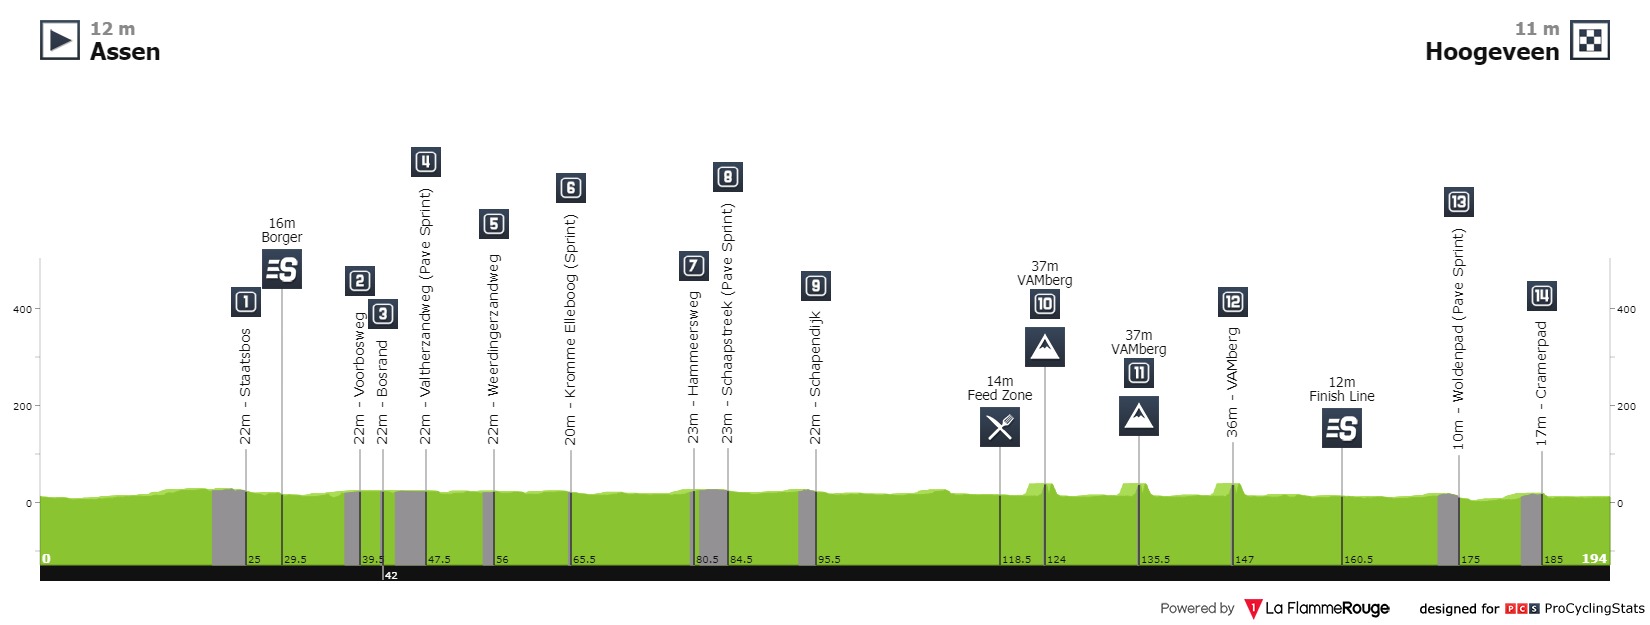 12 m
Assen
11 m
Hoogeveen
4
8
6
13
5
16m
Borger
7
37m
VAMberg
2
9
14
1
10
12
3
37m
VAMberg
11
14m
Feed Zone
12m
Finish Line
22m - Staatsbos
22m - Voorbosweg
22m - Bosrand
22m - Valtherzandweg (Pave Sprint)
22m - Weerdingerzandweg
20m - Kromme Elleboog (Sprint)
23m - Hammeersweg
23m - Schaapstreek (Pave Sprint)
22m - Schapendijk
36m - VAMberg
10m - Woldenpad (Pave Sprint)
17m - Cramerpad
400
400
200
200
0
0
0
25
29.5
39.5
47.5
56
65.5
80.5
84.5
95.5
118.5
124
135.5
147
160.5
175
185
194
42
Powered by La FlammeRouge designed for PCS ProCyclingStats